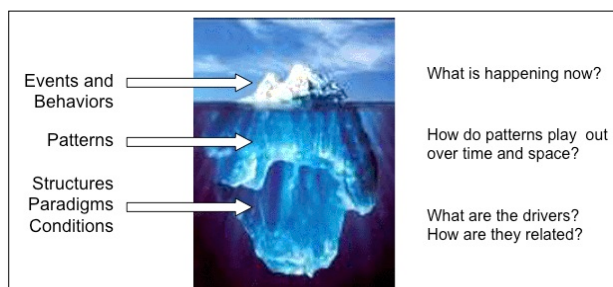 Events and
Behaviors
What is happening now?
Patterns
How do patterns play out
over time and space?
Structures
Paradigms
Conditions
What are the drivers?
How are they related?